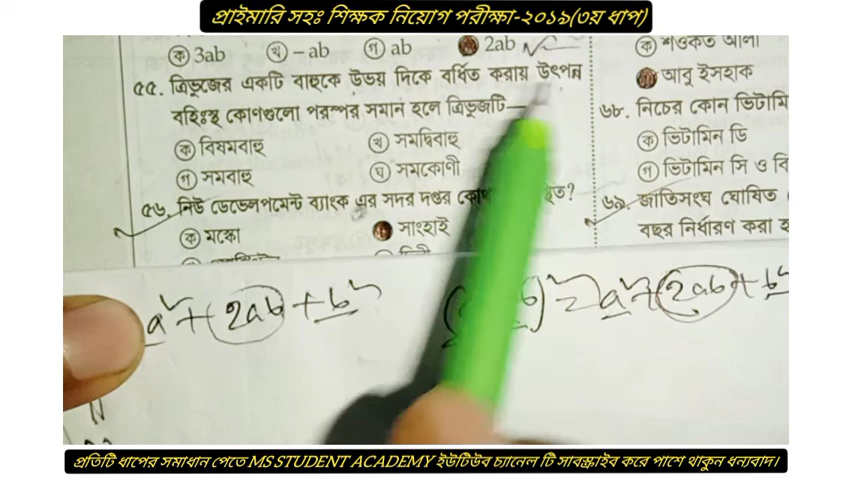 প্রাইমারি সহঃ শিক্ষক নিয়োগ পরীক্ষা-২০১৯(৩য় ধাপ)
ক 3ab খ – ab গ ab 2ab
৫৫. ত্রিভুজের একটি বাহুকে উভয় দিকে বর্ধিত করায় উৎপন্ন
বহিঃস্থ কোণগুলো পরস্পর সমান হলে ত্রিভুজটি—
ক বিষমবাহু খ সমদ্বিবাহু
গ সমবাহু ঘ সমকোণী
৫৬. নিউ ডেভেলপমেন্ট ব্যাংক এর সদর দপ্তর
ক মস্কো সাংহাই
ক শওকত আলী
আবু ইসহাক
৬৮. নিচের কোন ভিটামি
ক ভিটামিন ডি
গ ভিটামিন সি ও বি
৬৯. জাতিসংঘ ঘোষিত
বছর নির্ধারণ করা হ
a² + 2ab + b²
= a² + 2ab + b²
প্রতিটি ধাপের সমাধান পেতে MS STUDENT ACADEMY ইউটিউব চ্যানেল টি সাবস্ক্রাইব করে পাশে থাকুন ধন্যবাদ।